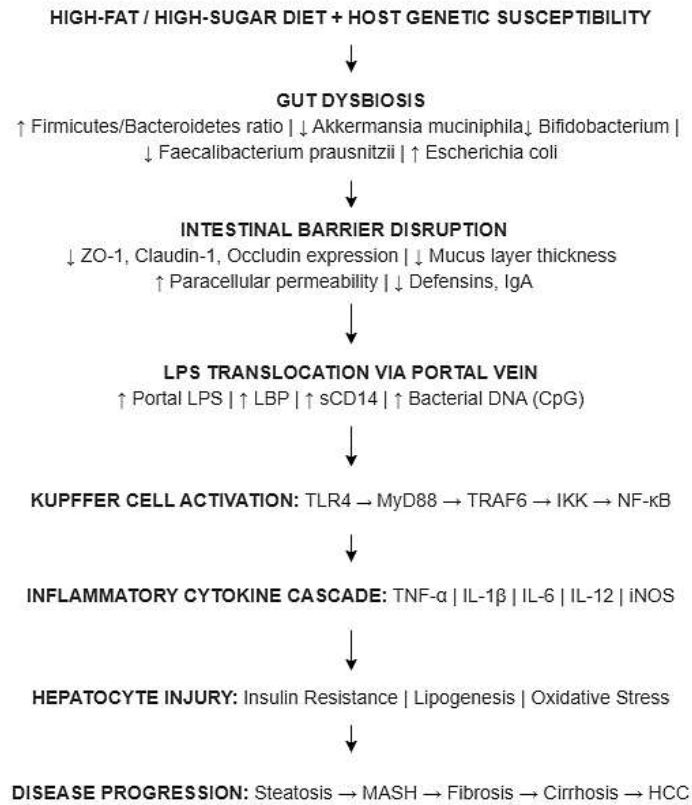 HIGH-FAT / HIGH-SUGAR DIET + HOST GENETIC SUSCEPTIBILITY
GUT DYSBIOSIS
↑ Firmicutes/Bacteroidetes ratio | ↓ Akkermansia muciniphila↓ Bifidobacterium |
↓ Faecalibacterium prausnitzii | ↑ Escherichia coli
INTESTINAL BARRIER DISRUPTION
↓ ZO-1, Claudin-1, Occludin expression | ↓ Mucus layer thickness
↑ Paracellular permeability | ↓ Defensins, IgA
LPS TRANSLOCATION VIA PORTAL VEIN
↑ Portal LPS | ↑ LBP | ↑ sCD14 | ↑ Bacterial DNA (CpG)
KUPFFER CELL ACTIVATION: TLR4 → MyD88 → TRAF6 → IKK → NF-κB
INFLAMMATORY CYTOKINE CASCADE: TNF-α | IL-1β | IL-6 | IL-12 | iNOS
HEPATOCYTE INJURY: Insulin Resistance | Lipogenesis | Oxidative Stress
DISEASE PROGRESSION: Steatosis → MASH → Fibrosis → Cirrhosis → HCC